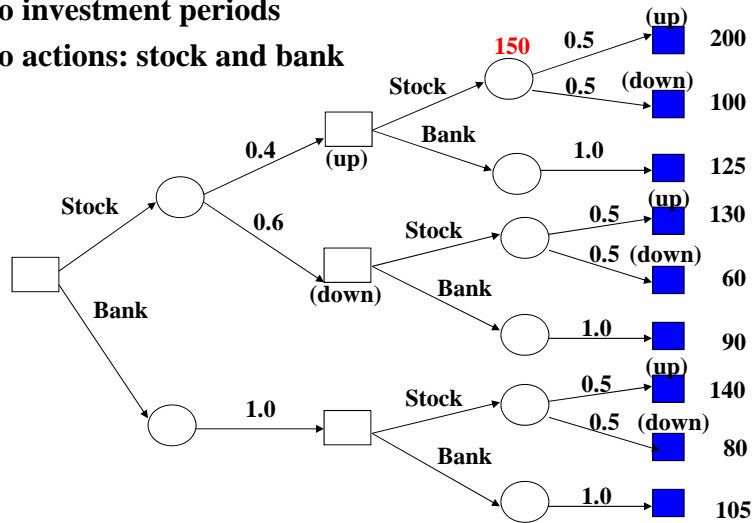 o investment periods
o actions: stock and bank
(up)
150
0.5
200
Stock
0.5
(down)
100
Bank
1.0
125
0.4
(up)
(up)
Stock
0.6
Stock
0.5
130
0.5
(down)
60
(down)
Bank
1.0
90
Bank
(up)
1.0
Stock
0.5
140
0.5
(down)
80
Bank
1.0
105